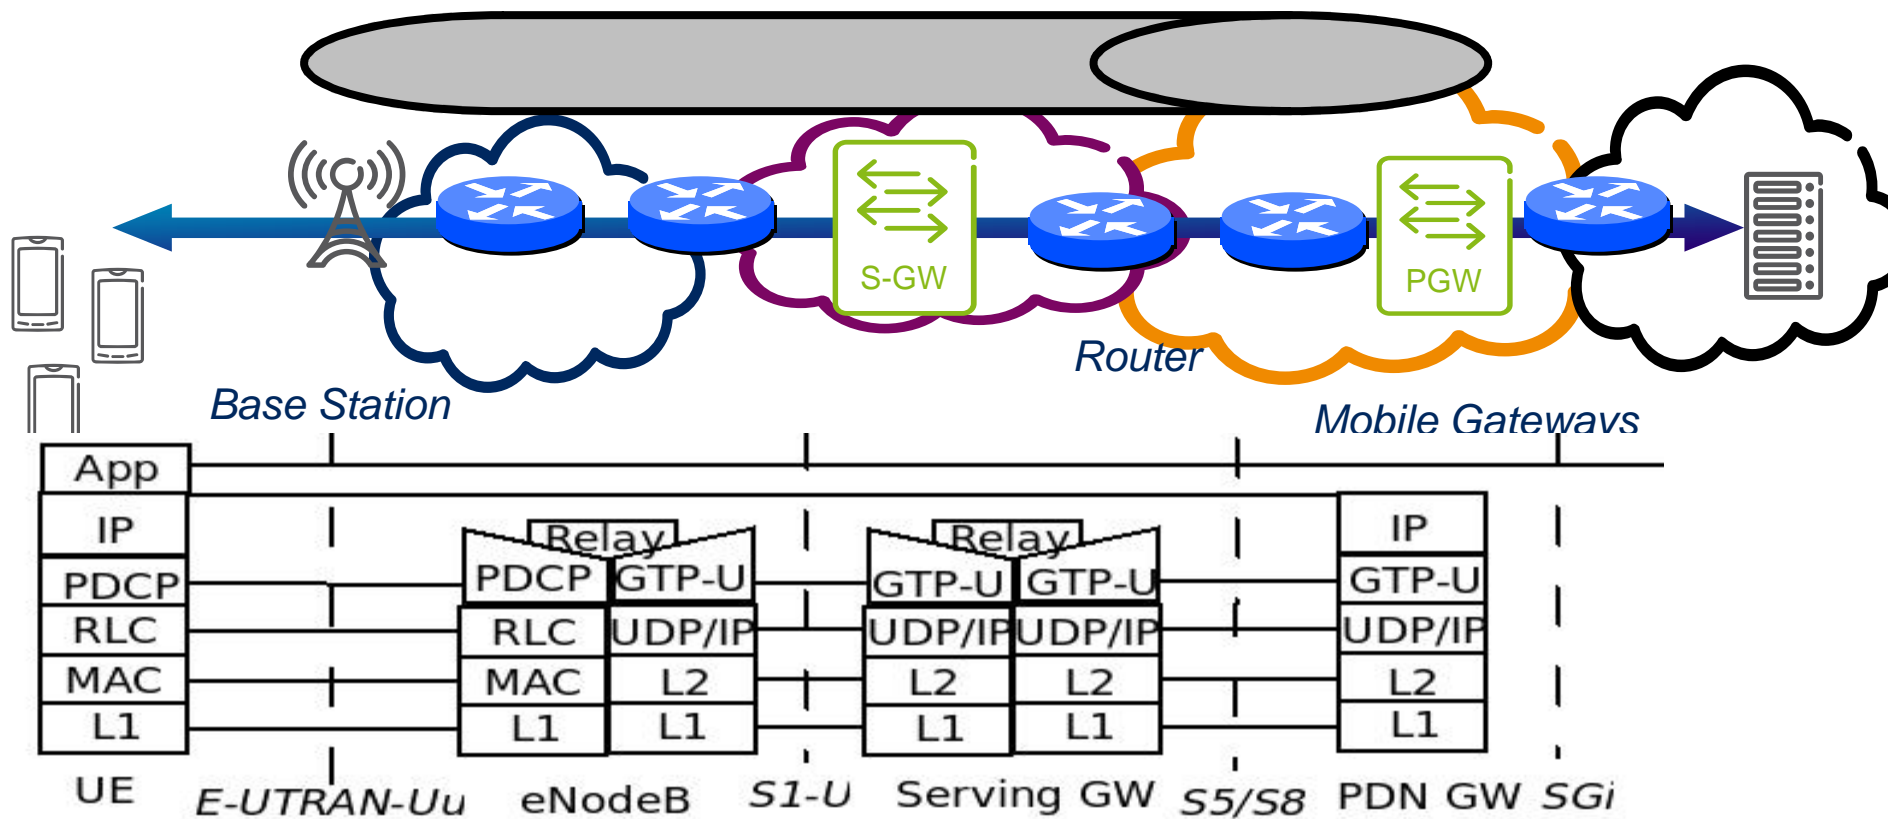 S-GW
PGW
Router
Base Station
Mobile Gateways
App
IP
IP
Relay
Relay
PDCP
PDCP
GTP-U
GTP-U
GTP-U
GTP-U
RLC
RLC
UDP/IP
UDP/IP
UDP/IP
UDP/IP
MAC
MAC
L2
L2
L2
L2
L1
L1
L1
L1
L1
L1
UE
E-UTRAN-Uu
eNodeB
S1-U
Serving GW
S5/S8
PDN GW
SGi